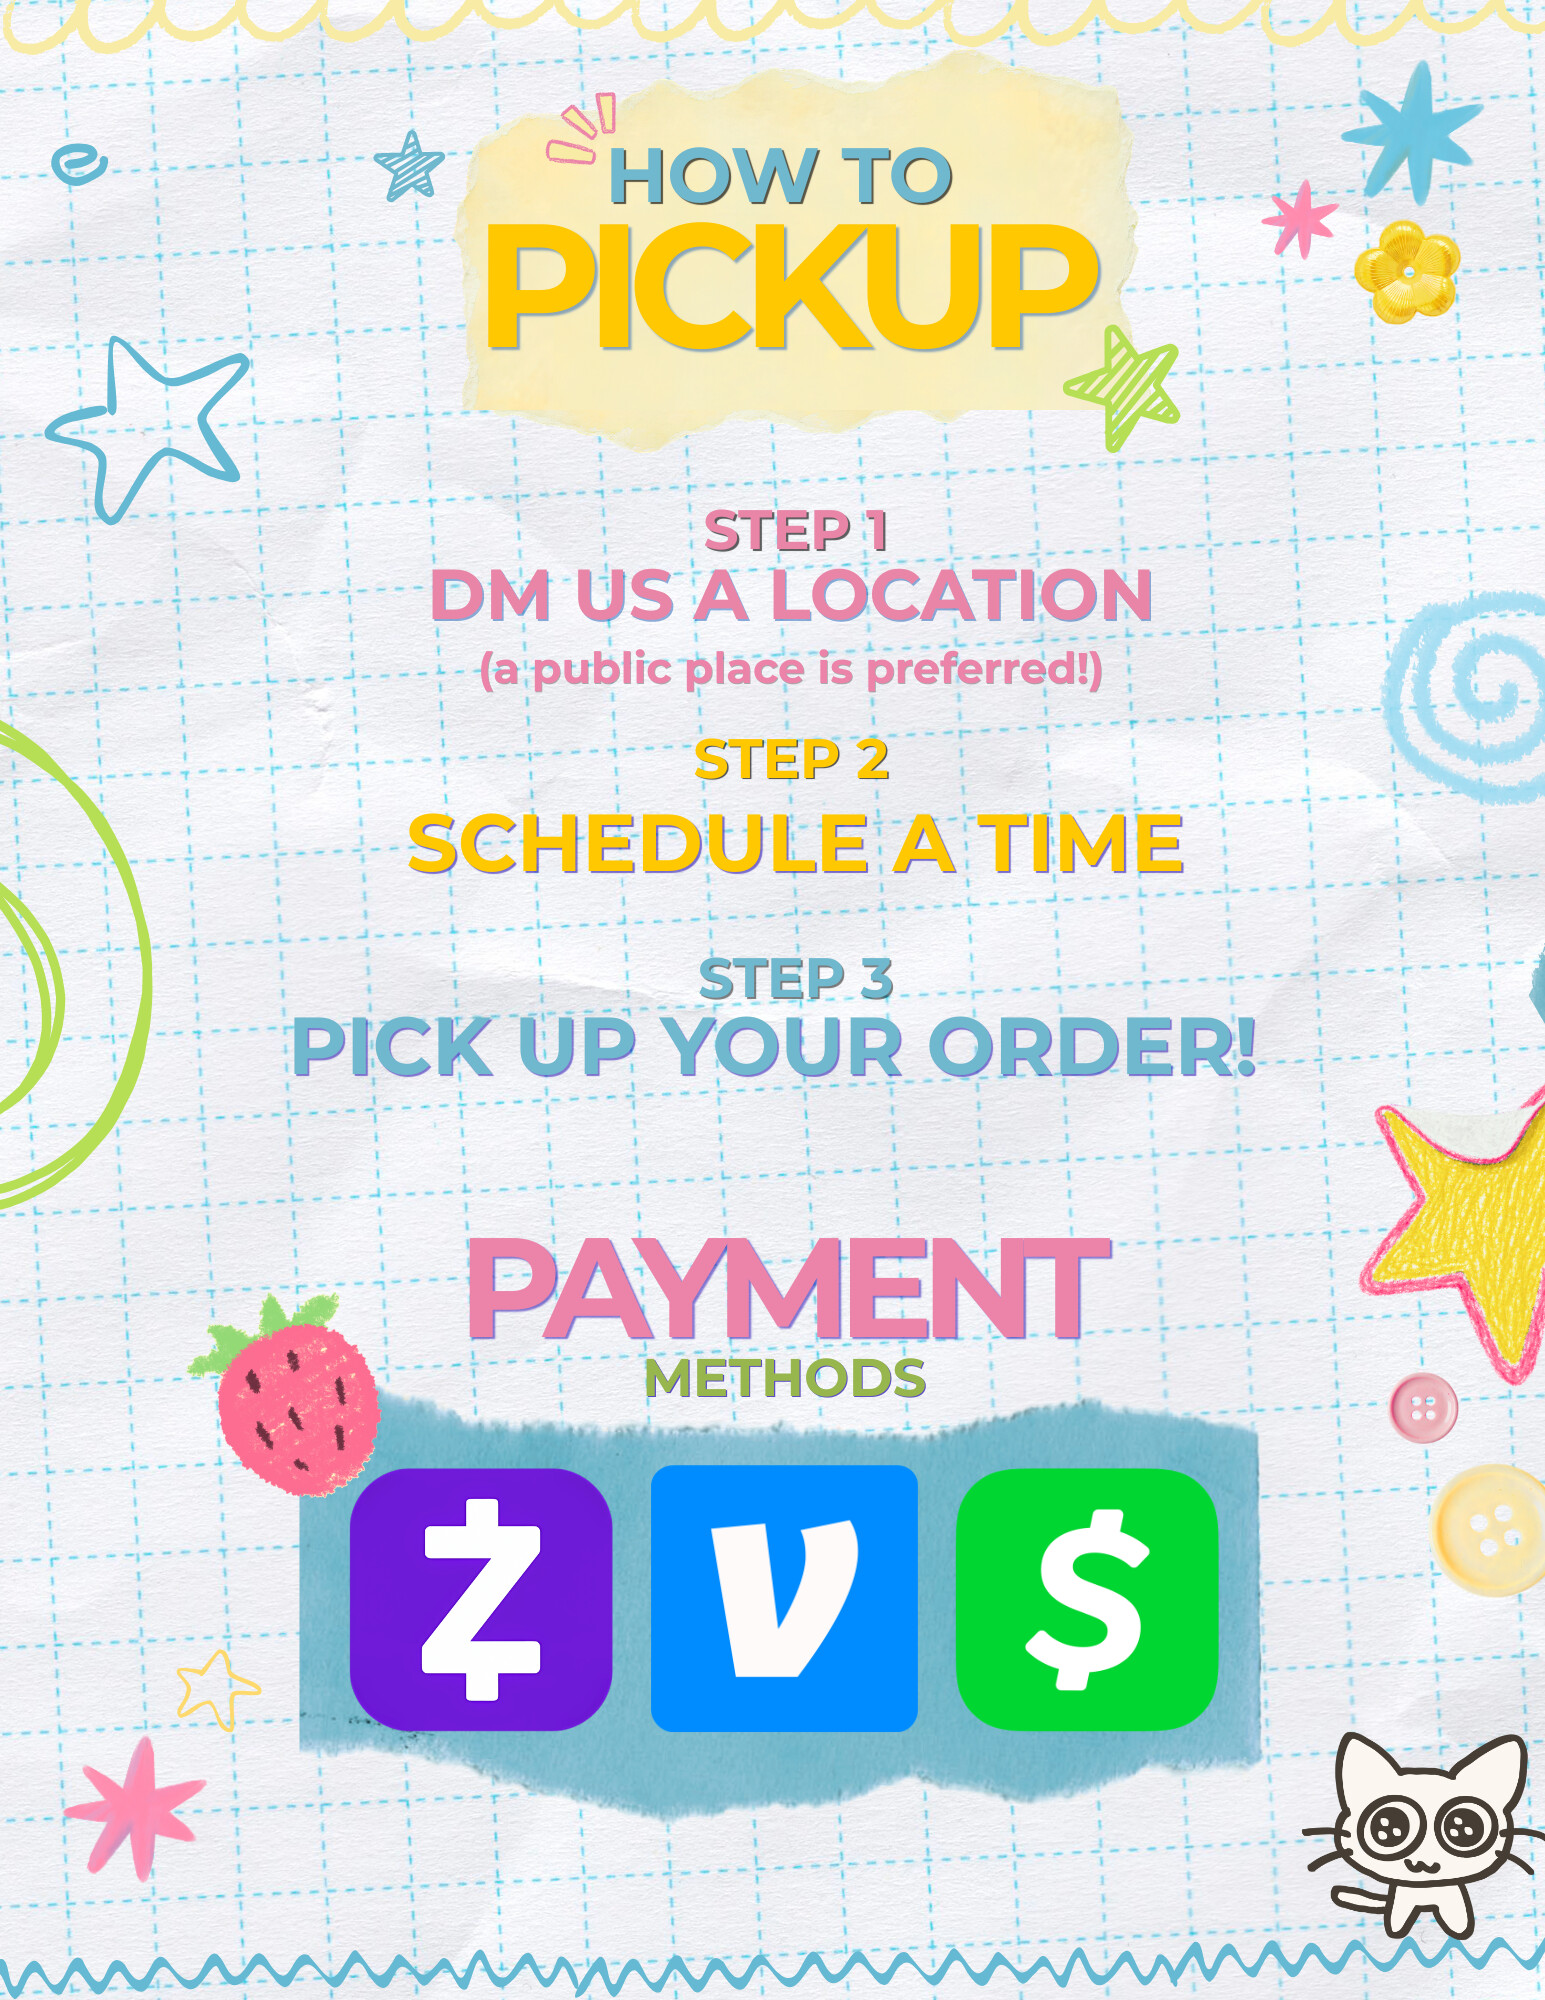 HOW TO
PICKUP
STEP 1
DM US A LOCATION
(a public place is preferred!)
STEP 2
SCHEDULE A TIME
STEP 3
PICK UP YOUR ORDER!
PAYMENT
METHODS
Z V $